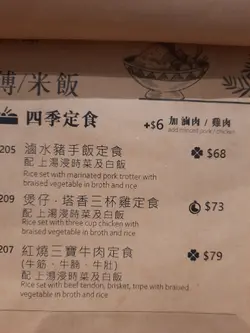 傅/米飯
四季定食
+$6 加 滷肉 / 雞肉
add minced pork / chicken
205 滷水豬手飯定食 $68
配 上湯浸時菜及白飯
Rice set with marinated pork trotter with
braised vegetable in broth and rice
209 煲仔 · 塔香三杯雞定食 $73
配 上湯浸時菜及白飯
Rice set with three cup chicken with
braised vegetable in broth and rice
207 紅燒三寶牛肉定食 $79
(牛筋、牛腩、牛肚)
配 上湯浸時菜及白飯
Rice set with beef tendon, brisket, tripe with braised
vegetable in broth and rice